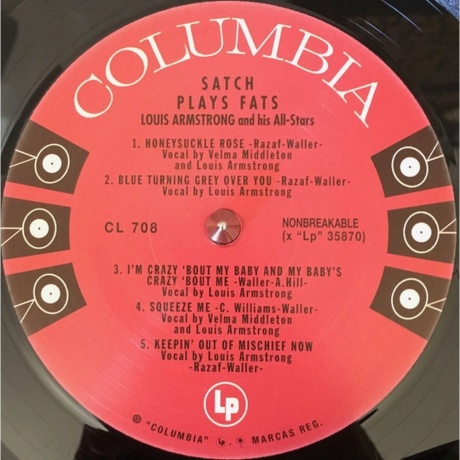 COLUMBIA
SATCH
PLAYS FATS
LOUIS ARMSTRONG and his All-Stars
1. HONEYSUCKLE ROSE -Razaf-Waller-
Vocal by Velma Middleton
and Louis Armstrong
2. BLUE TURNING GREY OVER YOU -Razaf-Waller-
Vocal by Louis Armstrong
CL 708
NONBREAKABLE
(x "Lp" 35870)
3. I'M CRAZY 'BOUT MY BABY AND MY BABY'S
CRAZY 'BOUT ME -Waller-A.Hill-
Vocal by Louis Armstrong
4. SQUEEZE ME -C. Williams-Waller-
Vocal by Velma Middleton
and Louis Armstrong
5. KEEPIN' OUT OF MISCHIEF NOW
Vocal by Louis Armstrong
-Razaf-Waller-
Lp
® "COLUMBIA" Lp, MARCAS REG.